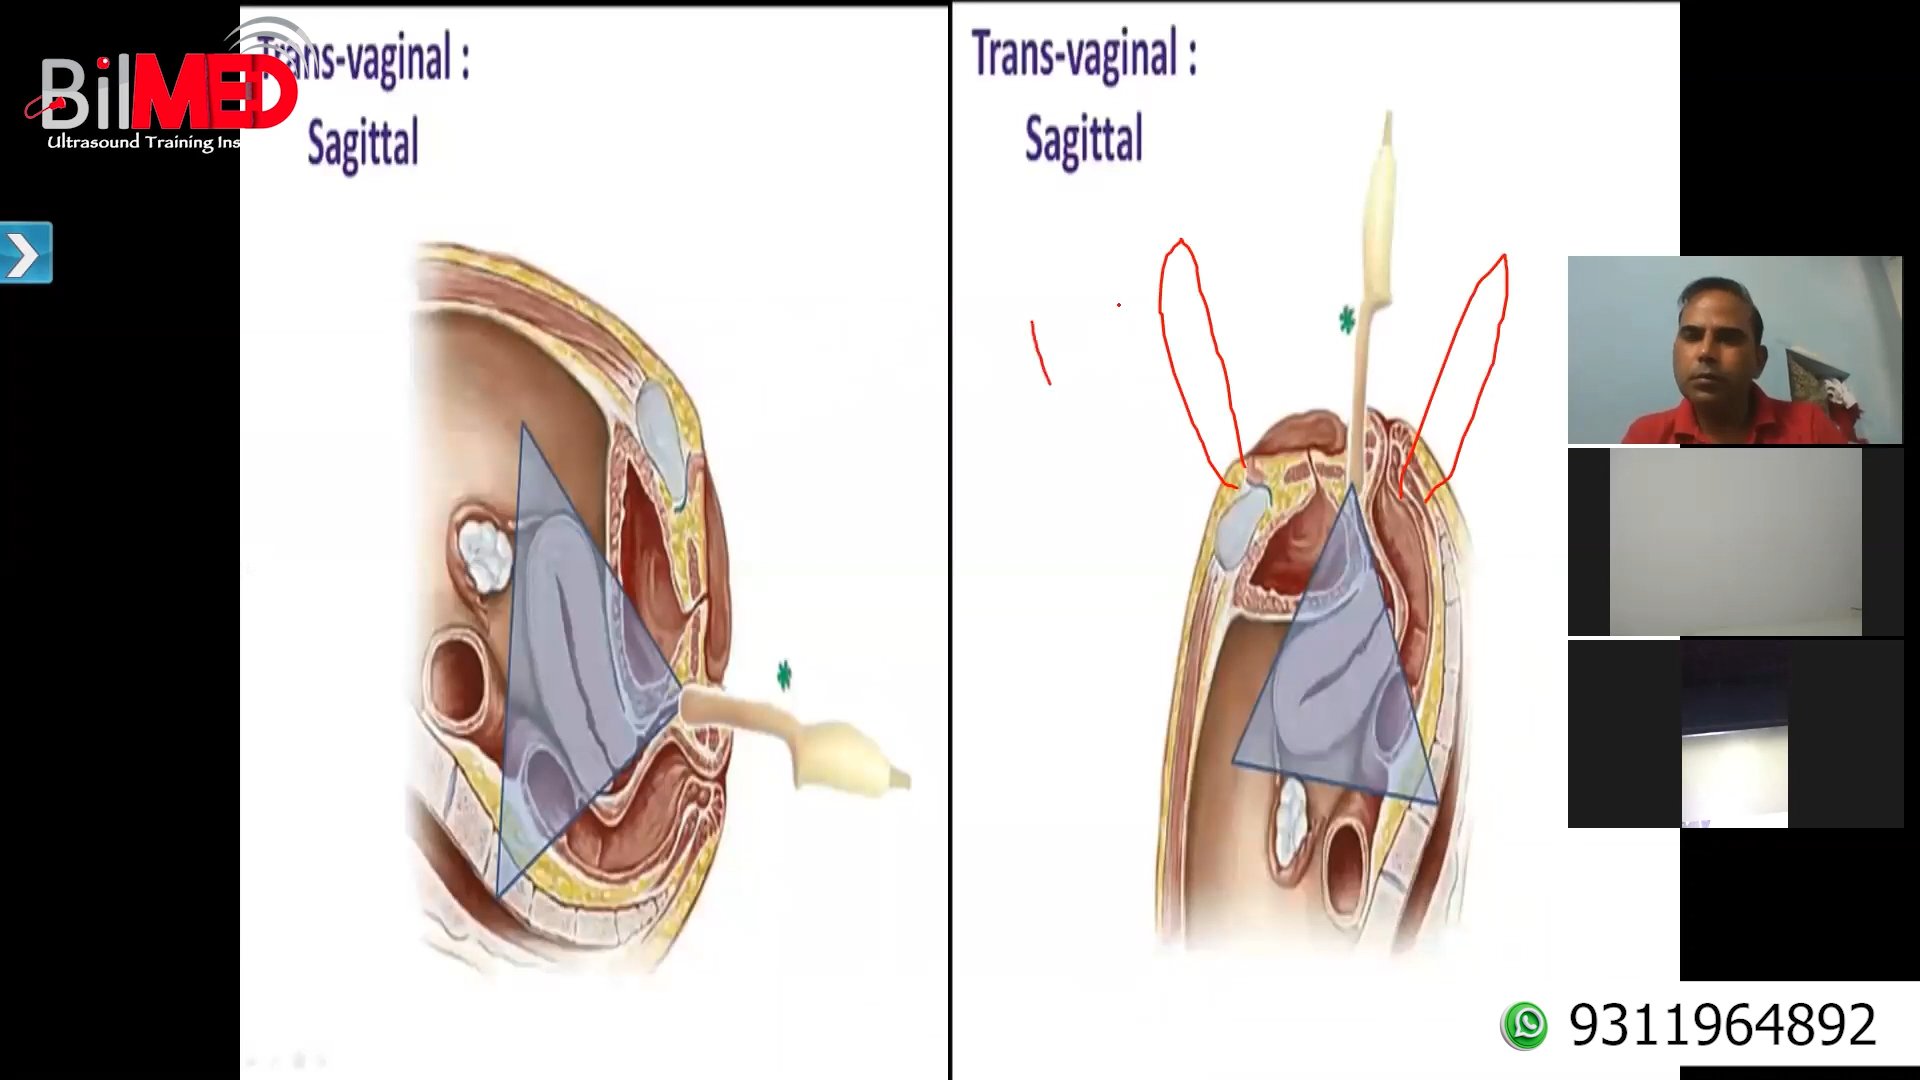 BilMED
Ultrasound Training Ins
Trans-vaginal :
Sagittal
Trans-vaginal :
Sagittal
*
*
9311964892